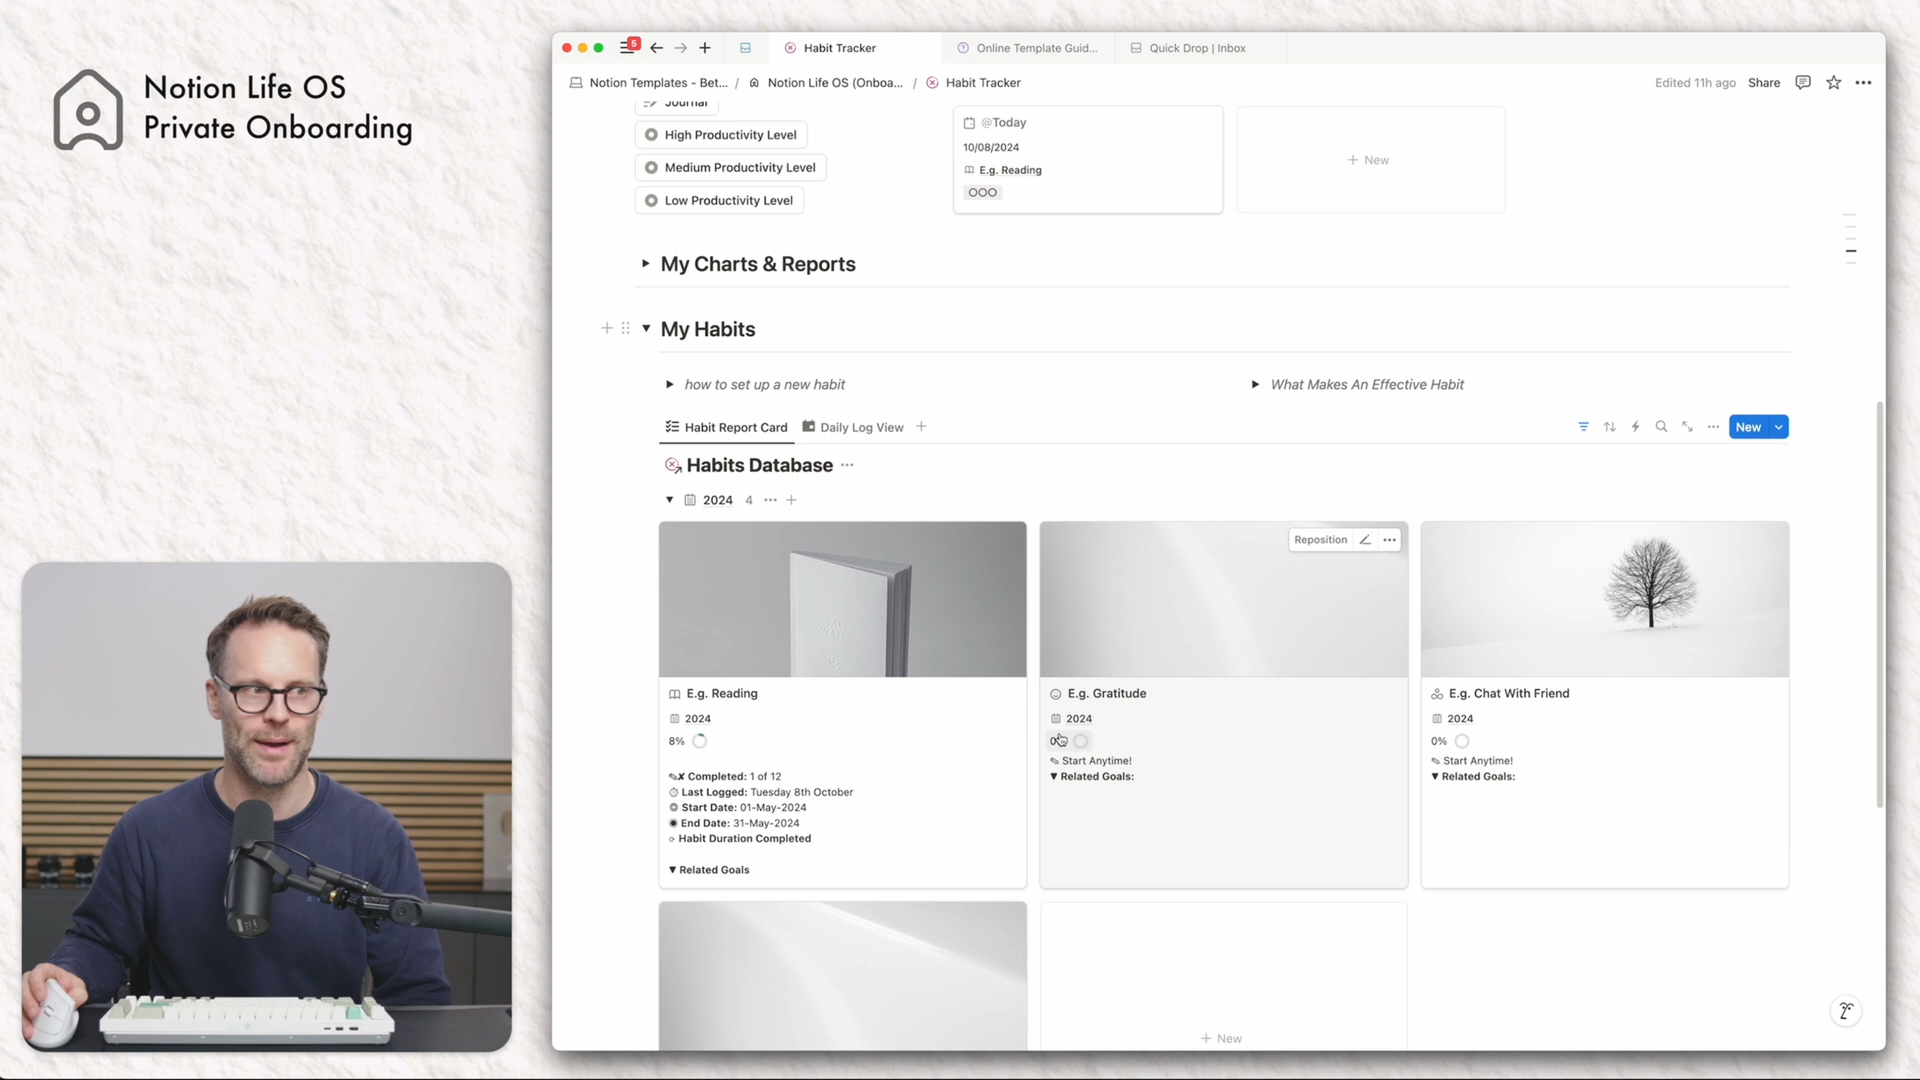 Notion Life OS
Private Onboarding
5
Habit Tracker
Online Template Guid...
Quick Drop | Inbox
Notion Templates - Bet... / Notion Life OS (Onboa... / Habit Tracker
Edited 11h ago
Share
Journal
High Productivity Level
Medium Productivity Level
Low Productivity Level
@Today
10/08/2024
E.g. Reading
+ New
My Charts & Reports
My Habits
how to set up a new habit
What Makes An Effective Habit
Habit Report Card
Daily Log View
New
Habits Database
2024 4
Reposition
E.g. Reading
2024
8%
Completed: 1 of 12
Last Logged: Tuesday 8th October
Start Date: 01-May-2024
End Date: 31-May-2024
Habit Duration Completed
Related Goals
E.g. Gratitude
2024
Start Anytime!
Related Goals:
E.g. Chat With Friend
2024
0%
Start Anytime!
Related Goals:
+ New